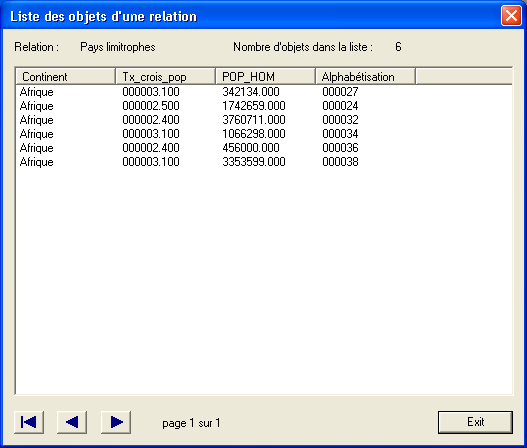 Liste des objets d'une relation
Relation : Pays limitrophes Nombre d'objets dans la liste : 6
Continent Tx_crois_pop POP_HOM Alphabétisation
Afrique 000003.100 342134.000 000027
Afrique 000002.500 1742659.000 000024
Afrique 000002.400 3760711.000 000032
Afrique 000003.100 1066298.000 000034
Afrique 000002.400 456000.000 000036
Afrique 000003.100 3353599.000 000038
page 1 sur 1 Exit